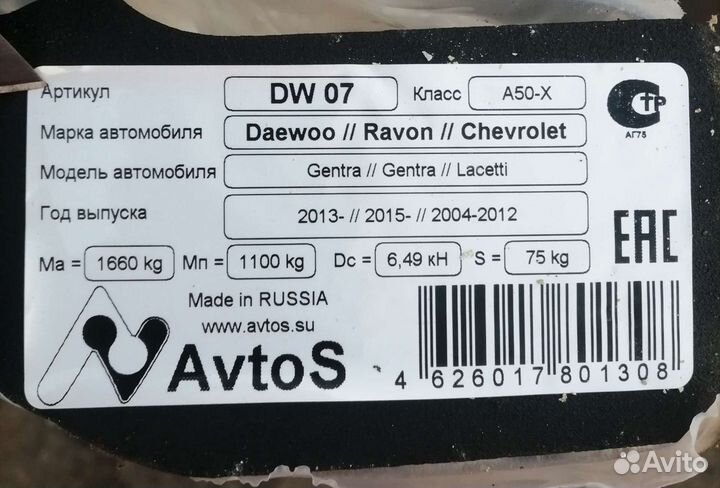 Артикул DW 07 Класс A50-X
Марка автомобиля Daewoo // Ravon // Chevrolet
Модель автомобиля Gentra // Gentra // Lacetti
Год выпуска 2013- // 2015- // 2004-2012
Ма = 1660 kg Мп = 1100 kg Dc = 6,49 кН S = 75 kg
СТР
АГ75
EAC
Made in RUSSIA
www.avtos.su
AvtoS
4 626017 801308
Avito